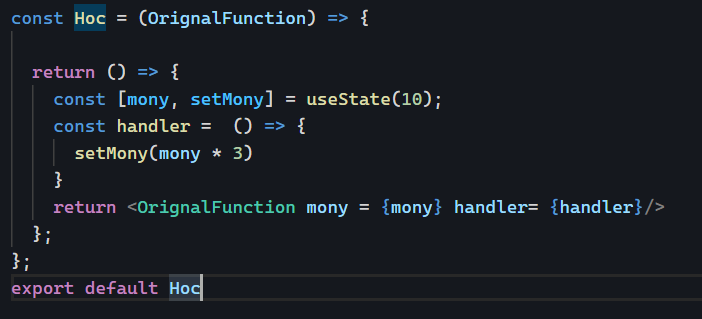 const Hoc = (OrignalFunction) => {
return () => {
const [mony, setMony] = useState(10);
const handler =  () => {
setMony(mony * 3)
}
return <OrignalFunction mony = {mony} handler= {handler}/>
};
};
export default Hoc